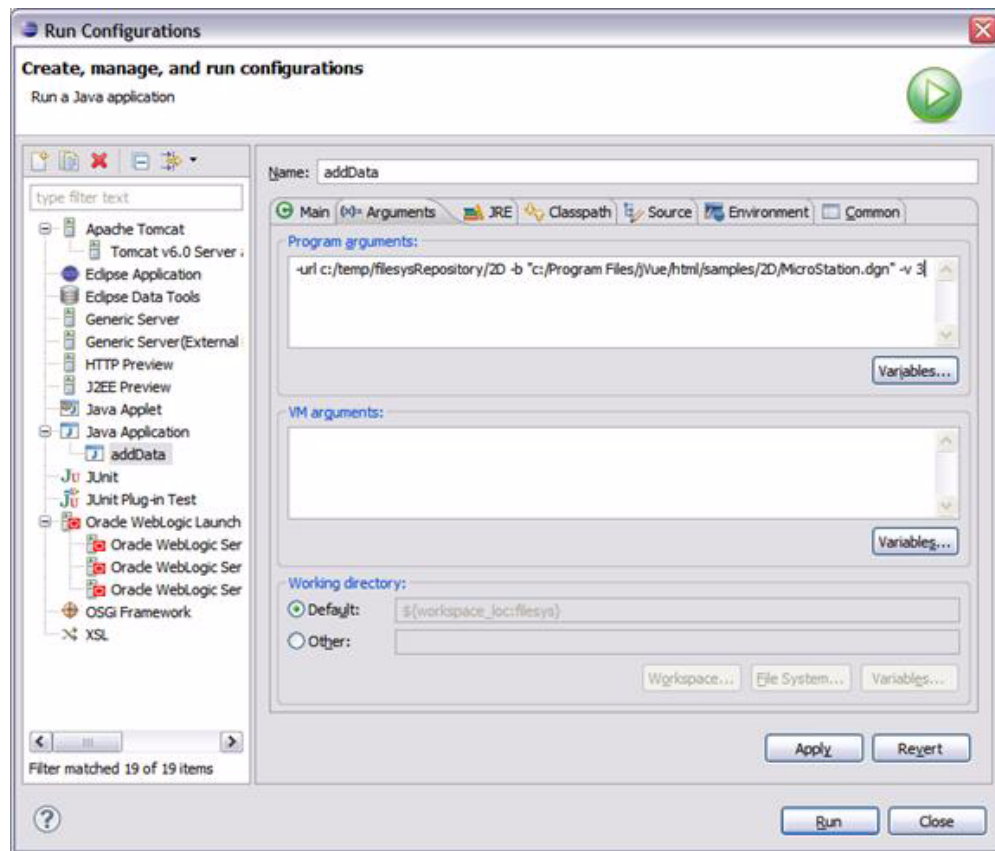 Run Configurations
Create, manage, and run configurations
Run a Java application
type filter text
Apache Tomcat
Tomcat v6.0 Server
Eclipse Application
Eclipse Data Tools
Generic Server
Generic Server(External
HTTP Preview
J2EE Preview
Java Applet
Java Application
addData
JUnit
JUnit Plug-in Test
Oracle WebLogic Launch
Oracle WebLogic Ser
Oracle WebLogic Ser
Oracle WebLogic Ser
OSGi Framework
XSL
Filter matched 19 of 19 items
Name: addData
Main (x)= Arguments JRE Classpath Source Environment Common
Program arguments:
-url c:/temp/filesysRepository/2D -b "c:/Program Files/jVue/html/samples/2D/MicroStation.dgn" -v 3
Variables...
VM arguments:
Variables...
Working directory:
Default: ${workspace_loc:filesys}
Other:
Workspace... File System... Variables...
Apply Revert
Run Close